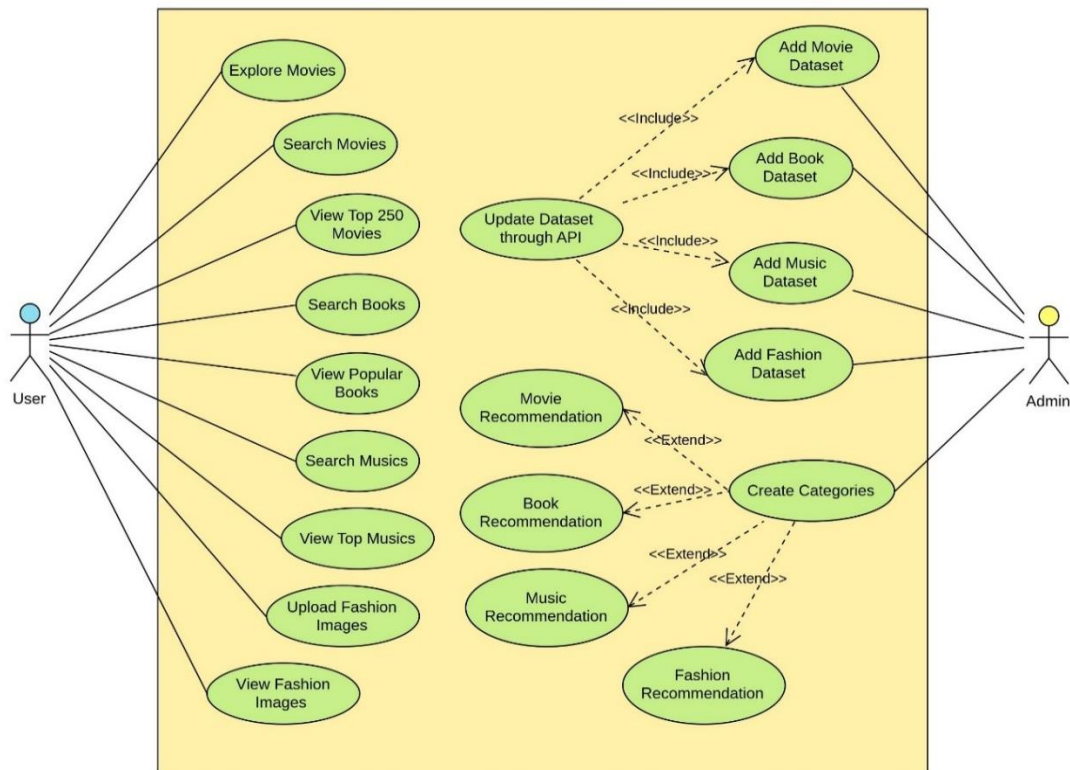 Explore Movies
Search Movies
View Top 250
Movies
Search Books
View Popular
Books
Search Musics
View Top Musics
Upload Fashion
Images
View Fashion
Images
User
Update Dataset
through API
<<Include>>
<<Include>>
<<Include>>
<<Include>>
Add Movie
Dataset
Add Book
Dataset
Add Music
Dataset
Add Fashion
Dataset
Movie
Recommendation
Book
Recommendation
Music
Recommendation
Fashion
Recommendation
<<Extend>>
<<Extend>>
<<Extend>>
<<Extend>>
Create Categories
Admin